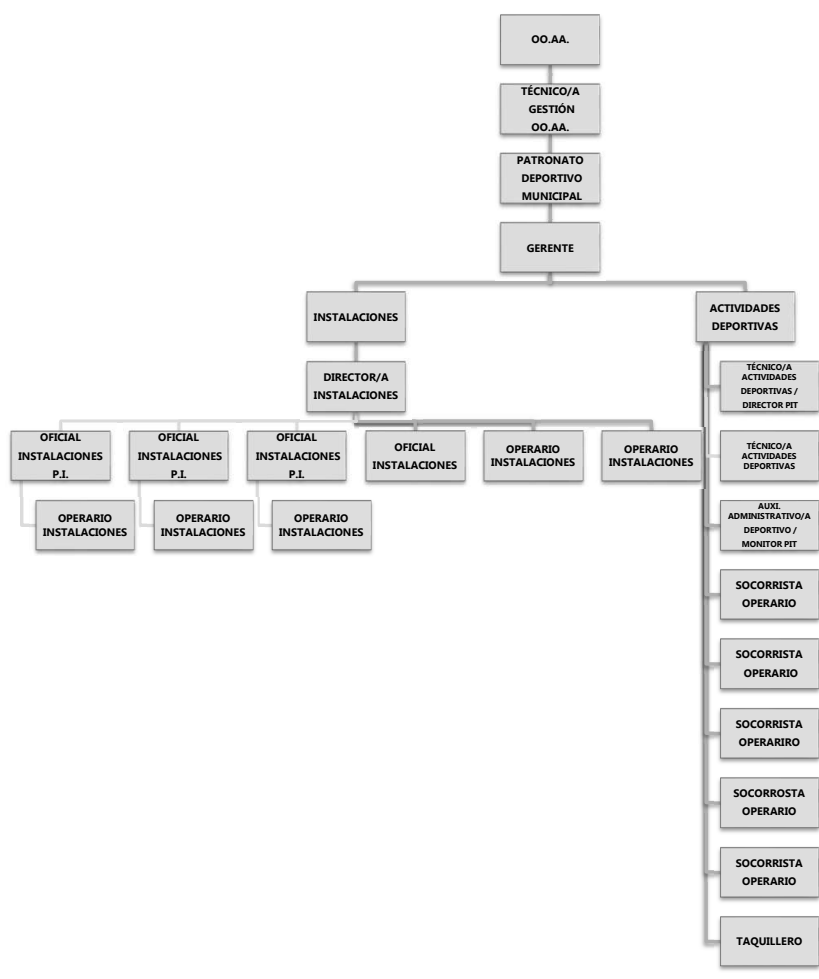 OO.AA.
TÉCNICO/A
GESTIÓN
OO.AA.
PATRONATO
DEPORTIVO
MUNICIPAL
GERENTE
INSTALACIONES
DIRECTOR/A
INSTALACIONES
OFICIAL
INSTALACIONES
P.I.
OPERARIO
INSTALACIONES
OFICIAL
INSTALACIONES
P.I.
OPERARIO
INSTALACIONES
OFICIAL
INSTALACIONES
P.I.
OPERARIO
INSTALACIONES
OFICIAL
INSTALACIONES
OPERARIO
INSTALACIONES
OPERARIO
INSTALACIONES
ACTIVIDADES
DEPORTIVAS
TÉCNICO/A
ACTIVIDADES
DEPORTIVAS /
DIRECTOR PIT
TÉCNICO/A
ACTIVIDADES
DEPORTIVAS
AUXI.
ADMINISTRATIVO/A
DEPORTIVO /
MONITOR PIT
SOCORRISTA
OPERARIO
SOCORRISTA
OPERARIO
SOCORRISTA
OPERARIRO
SOCORROSTA
OPERARIO
SOCORRISTA
OPERARIO
TAQUILLERO